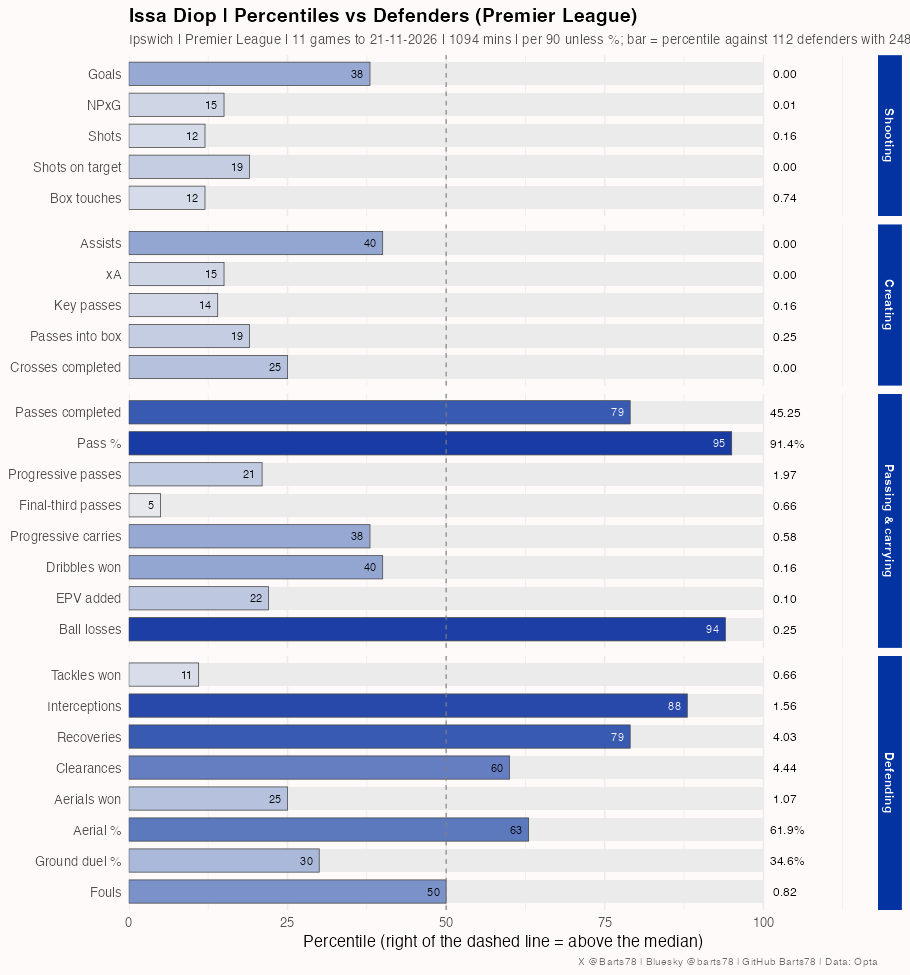 Issa Diop | Percentiles vs Defenders (Premier League)
Ipswich | Premier League | 11 games to 21-11-2026 | 1094 mins | per 90 unless %; bar = percentile against 112 defenders with 248
Shooting
Goals 38 0.00
NPxG 15 0.01
Shots 12 0.16
Shots on target 19 0.00
Box touches 12 0.74
Creating
Assists 40 0.00
xA 15 0.00
Key passes 14 0.16
Passes into box 19 0.25
Crosses completed 25 0.00
Passing & carrying
Passes completed 79 45.25
Pass % 95 91.4%
Progressive passes 21 1.97
Final-third passes 5 0.66
Progressive carries 38 0.58
Dribbles won 40 0.16
EPV added 22 0.10
Ball losses 94 0.25
Defending
Tackles won 11 0.66
Interceptions 88 1.56
Recoveries 79 4.03
Clearances 60 4.44
Aerials won 25 1.07
Aerial % 63 61.9%
Ground duel % 30 34.6%
Fouls 50 0.82
0 25 50 75 100
Percentile (right of the dashed line = above the median)
X @Barts78 | Bluesky @barts78 | GitHub Barts78 | Data: Opta